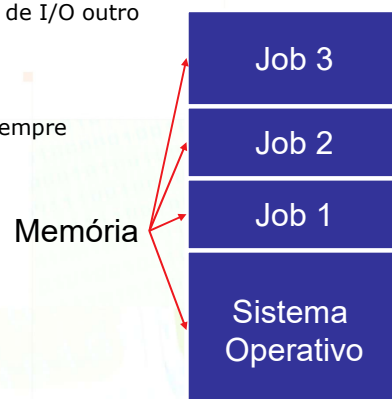 de I/O outro
empre
Memória
Job 3
Job 2
Job 1
Sistema
Operativo